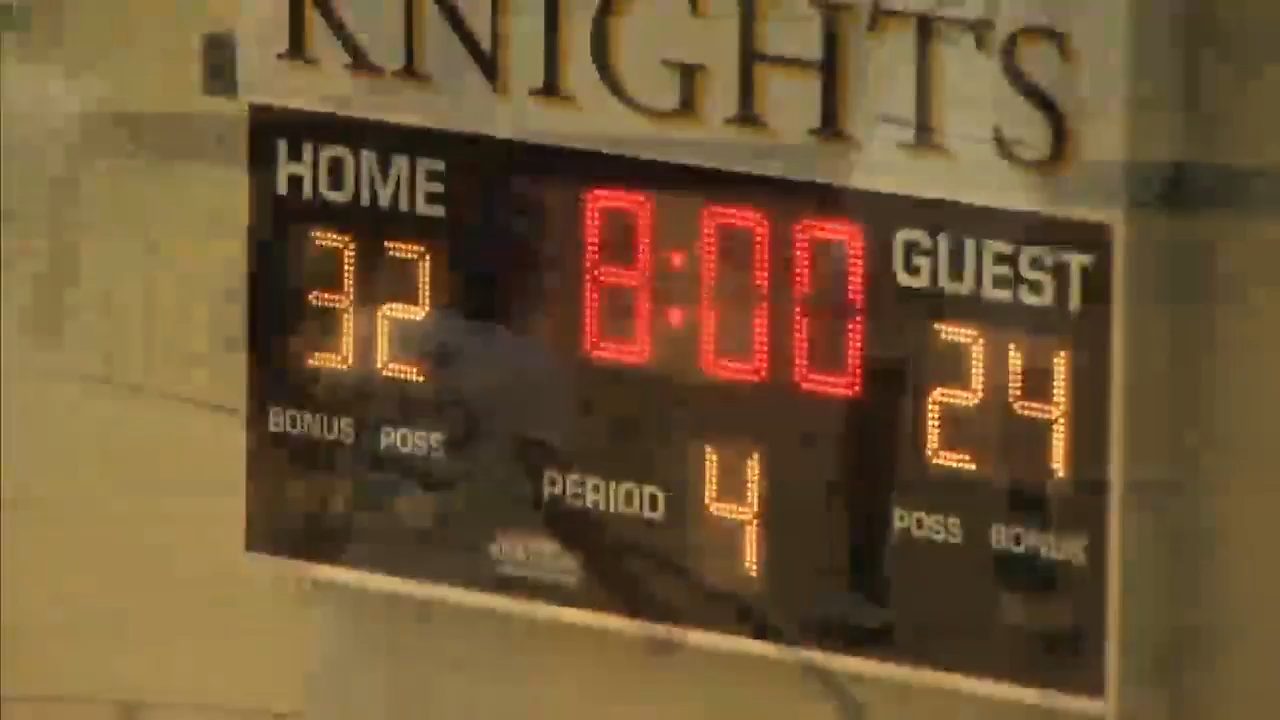 KNIGHTS
HOME 8:00 GUEST
32 24
BONUS POSS PERIOD 4 POSS BONUS